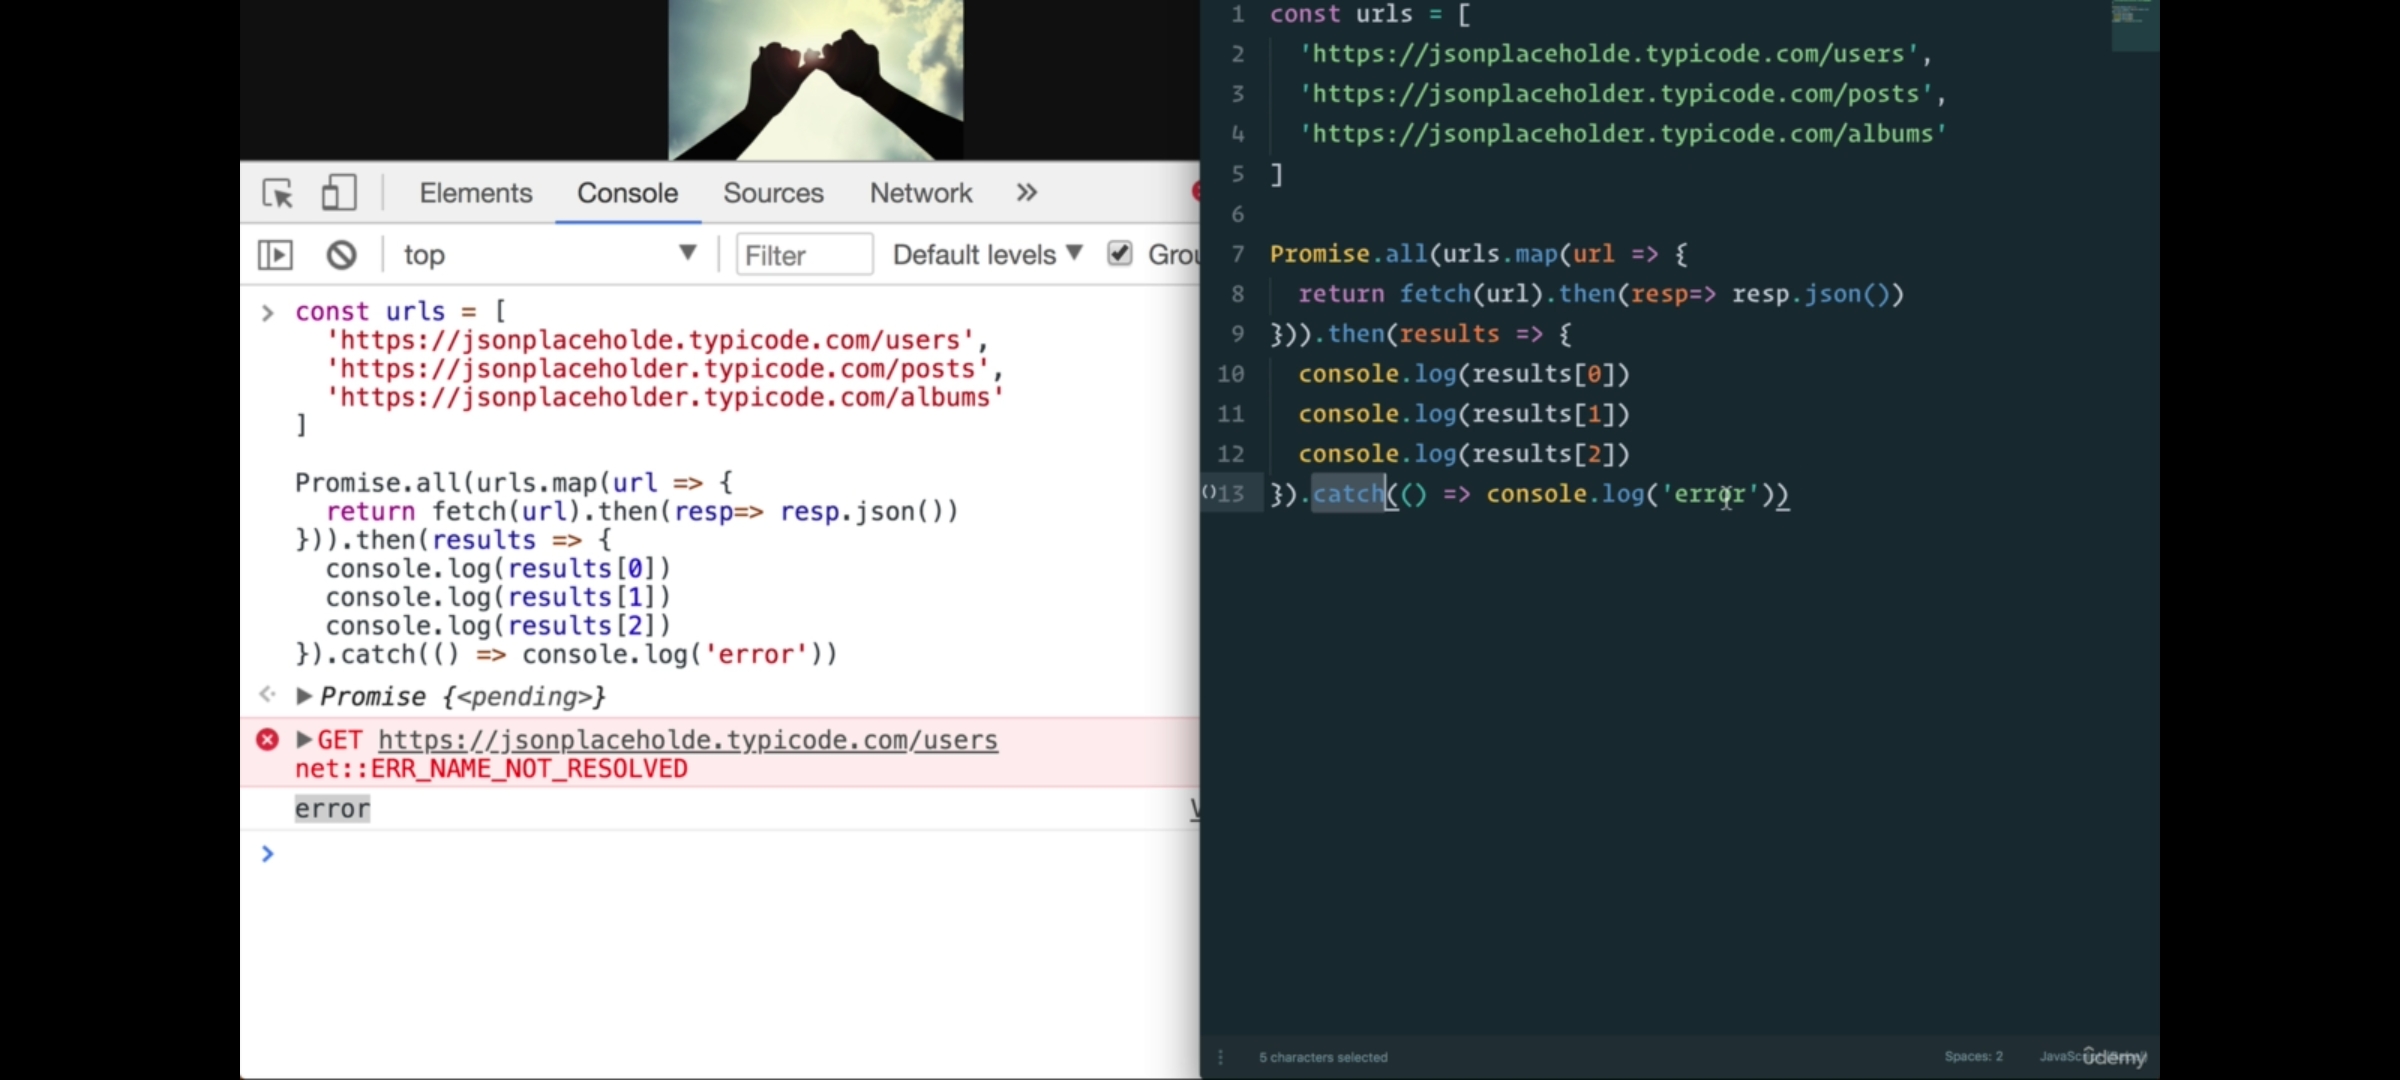 Elements Console Sources Network »
top Filter Default levels Grou
const urls = [
'https://jsonplaceholde.typicode.com/users',
'https://jsonplaceholder.typicode.com/posts',
'https://jsonplaceholder.typicode.com/albums'
]
Promise.all(urls.map(url => {
return fetch(url).then(resp=> resp.json())
})).then(results => {
console.log(results[0])
console.log(results[1])
console.log(results[2])
}).catch(() => console.log('error'))
Promise {<pending>}
GET https://jsonplaceholde.typicode.com/users
net::ERR_NAME_NOT_RESOLVED
error
1 const urls = [
2 'https://jsonplaceholde.typicode.com/users',
3 'https://jsonplaceholder.typicode.com/posts',
4 'https://jsonplaceholder.typicode.com/albums'
5 ]
6
7 Promise.all(urls.map(url => {
8 return fetch(url).then(resp=> resp.json())
9 })).then(results => {
10 console.log(results[0])
11 console.log(results[1])
12 console.log(results[2])
13 }).catch(() => console.log('error'))
5 characters selected Spaces: 2
ûdemy